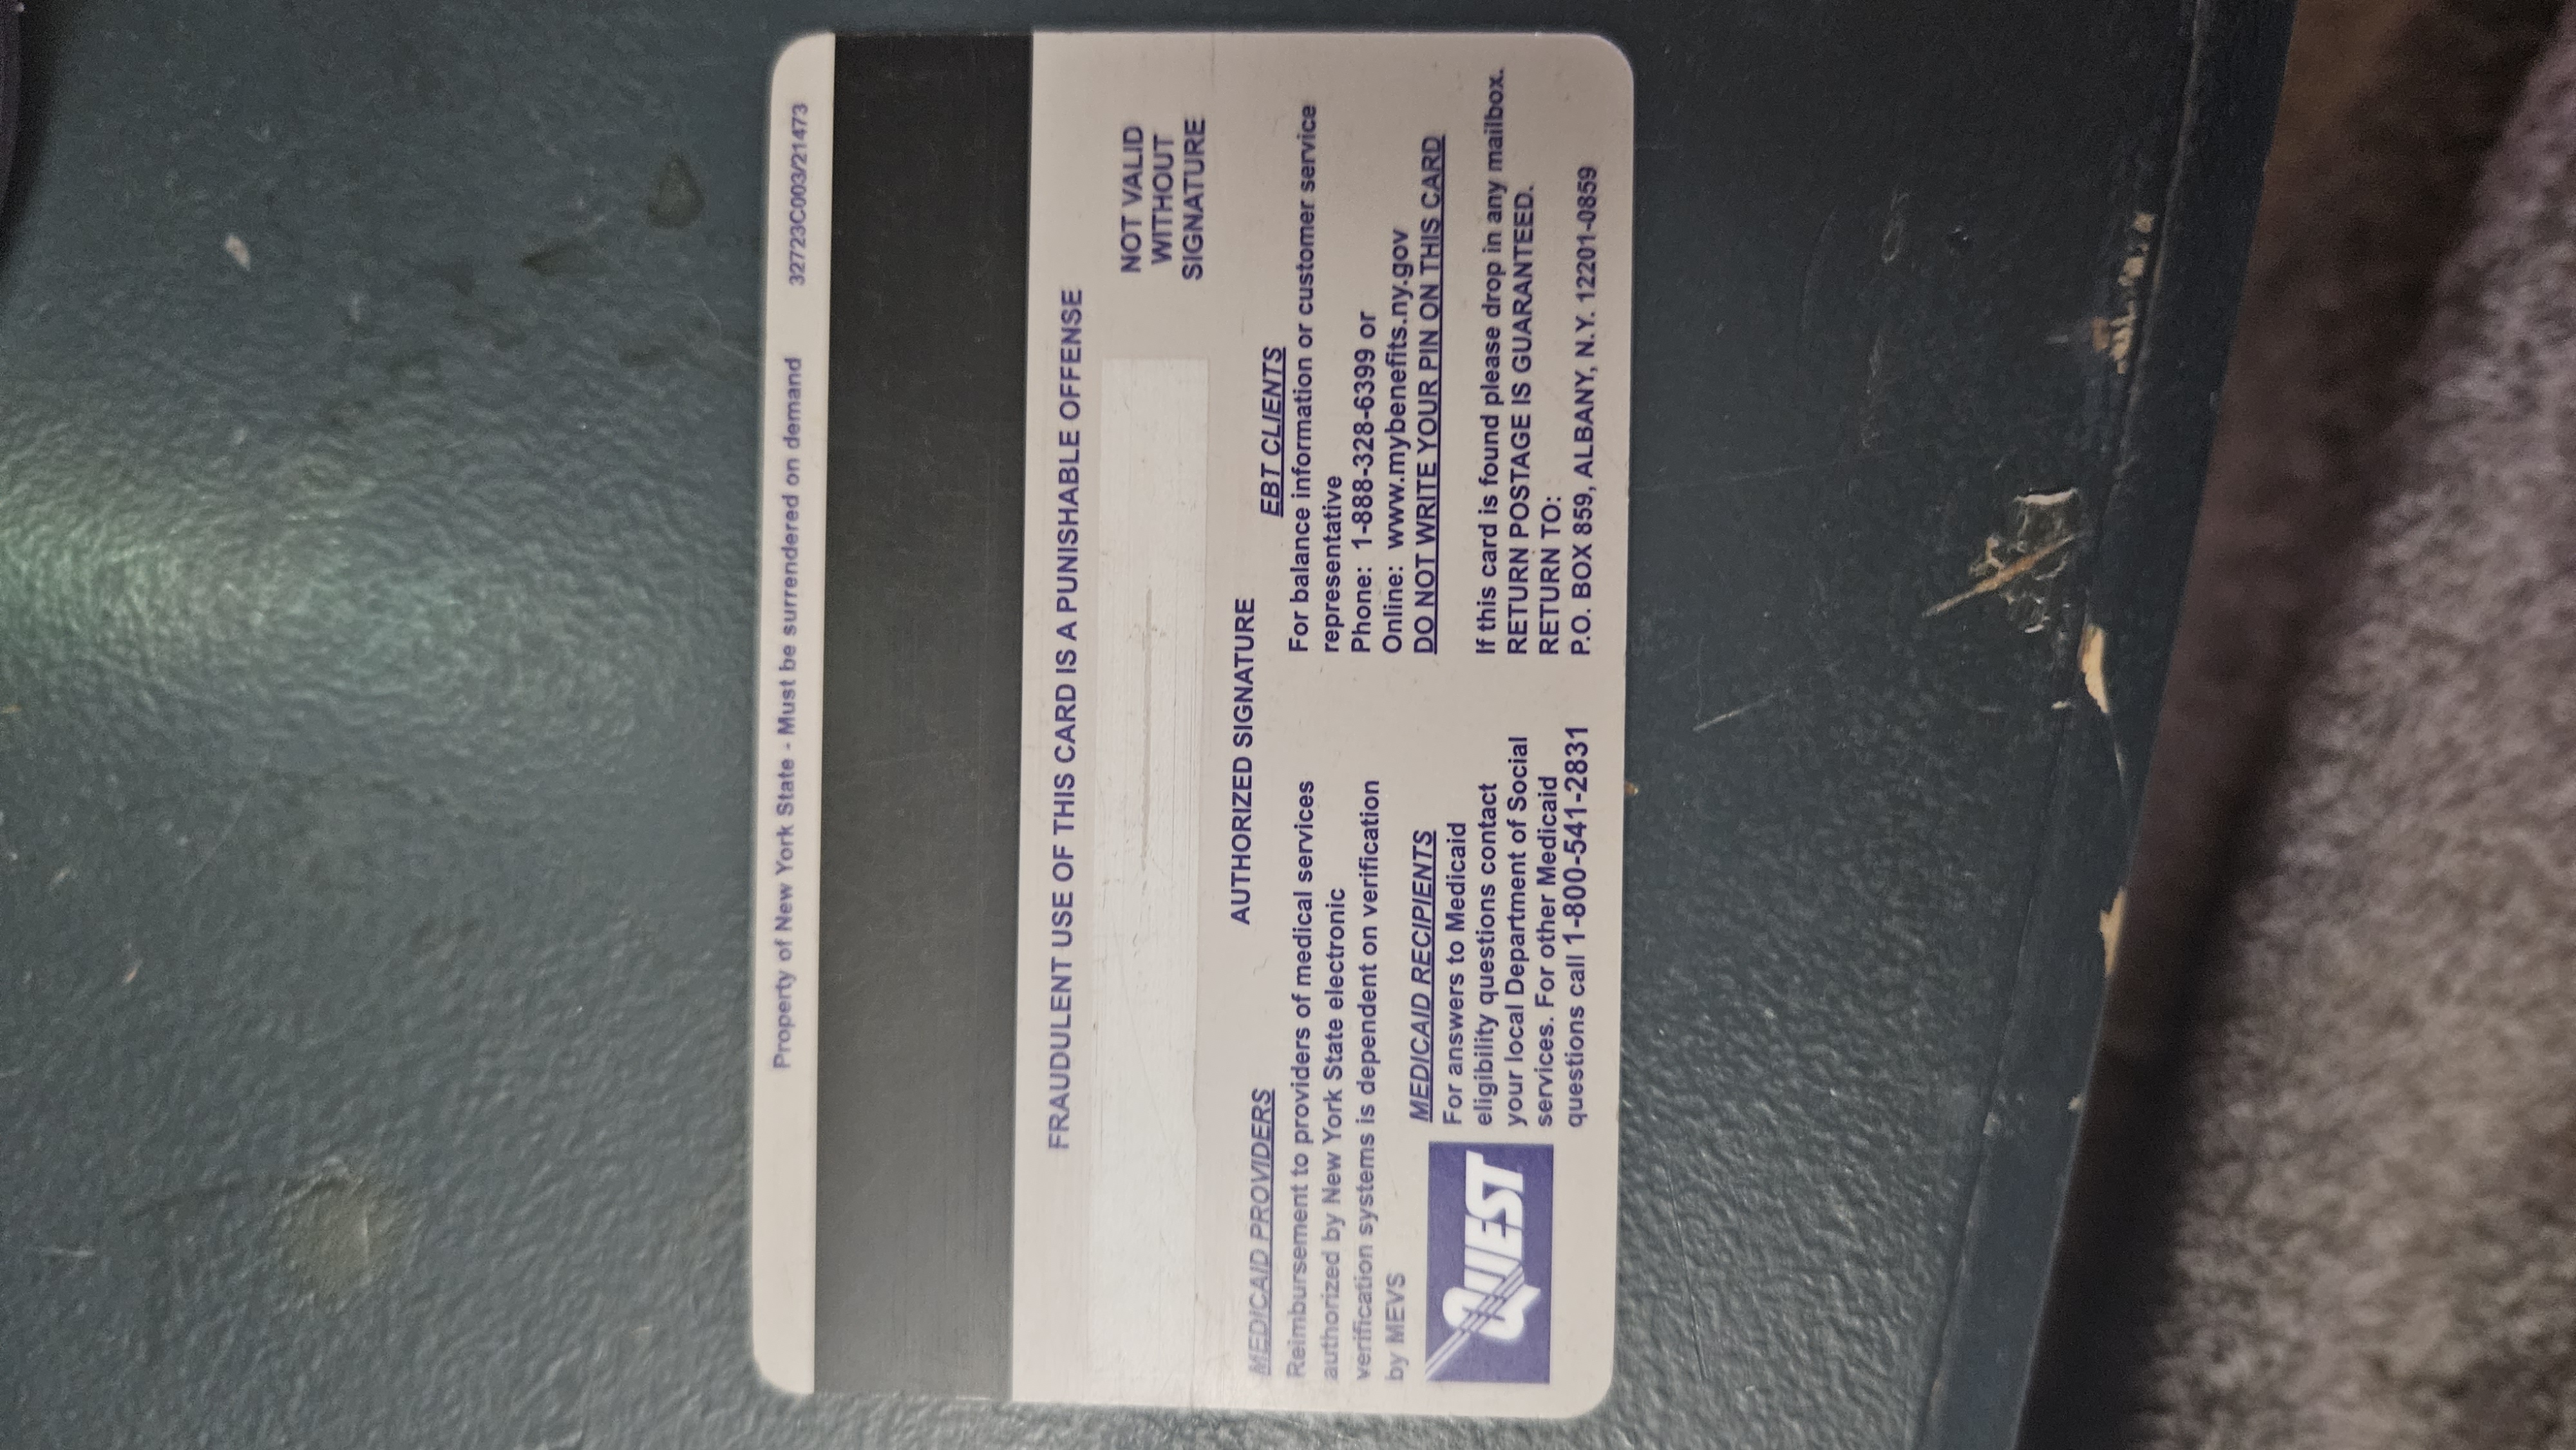 Property of New York State - Must be surrendered on demand 32723C003/21473
FRAUDULENT USE OF THIS CARD IS A PUNISHABLE OFFENSE
NOT VALID
WITHOUT
SIGNATURE
AUTHORIZED SIGNATURE
MEDICAID PROVIDERS
Reimbursement to providers of medical services
authorized by New York State electronic
verification systems is dependent on verification
by MEVS
QUEST
MEDICAID RECIPIENTS
For answers to Medicaid
eligibility questions contact
your local Department of Social
services. For other Medicaid
questions call 1-800-541-2831
EBT CLIENTS
For balance information or customer service
representative
Phone: 1-888-328-6399 or
Online: www.mybenefits.ny.gov
DO NOT WRITE YOUR PIN ON THIS CARD
If this card is found please drop in any mailbox.
RETURN POSTAGE IS GUARANTEED.
RETURN TO:
P.O. BOX 859, ALBANY, N.Y. 12201-0859